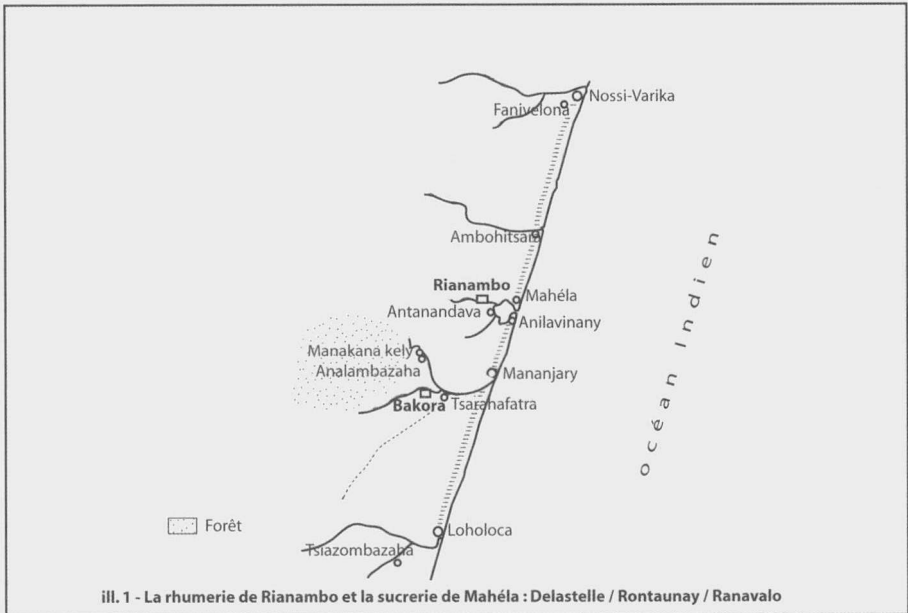 Nossi-Varika
Fanivelona
Ambohitsara
Rianambo
Mahéla
Antanandava
Anilavinany
Manakana kely
Analambazaha
Mananjary
Bakora
Tsarahafatra
océan Indien
Forêt
Loholoca
Tsiazombazaha
ill. 1 - La rhumerie de Rianambo et la sucrerie de Mahéla : Delastelle / Rontaunay / Ranavalo